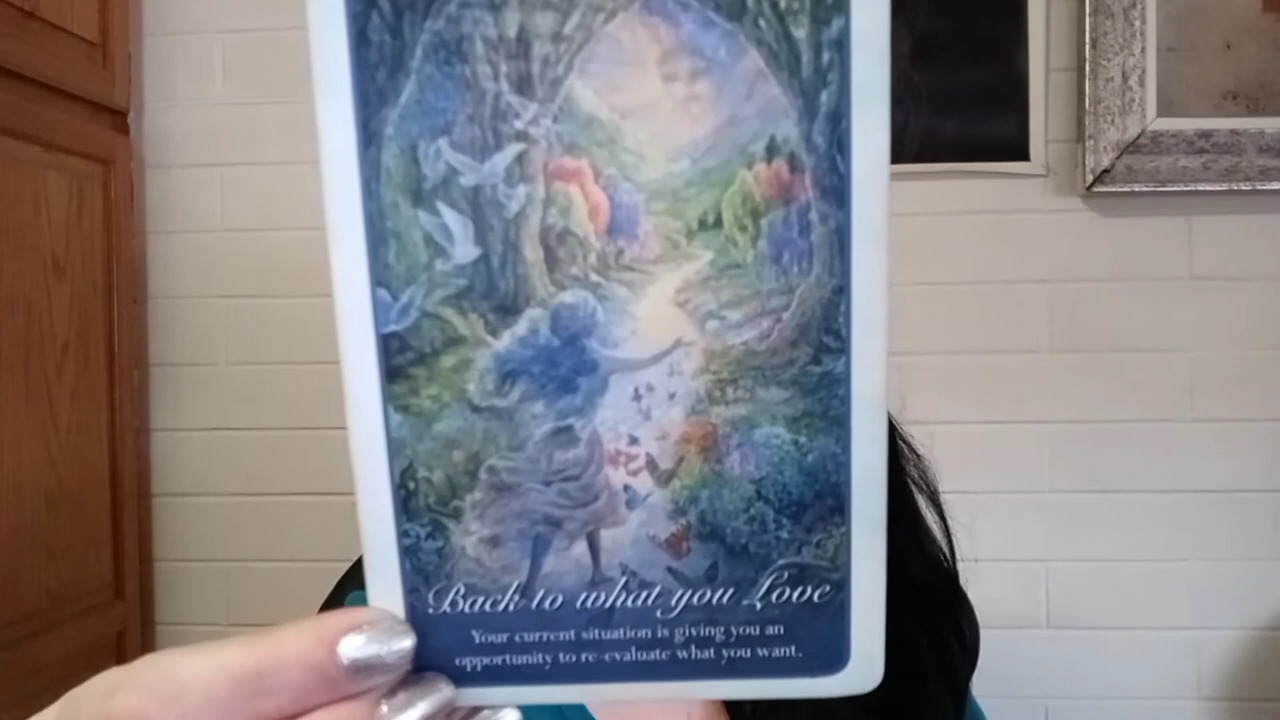 Back to what you Love
Your current situation is giving you an
opportunity to re-evaluate what you want.